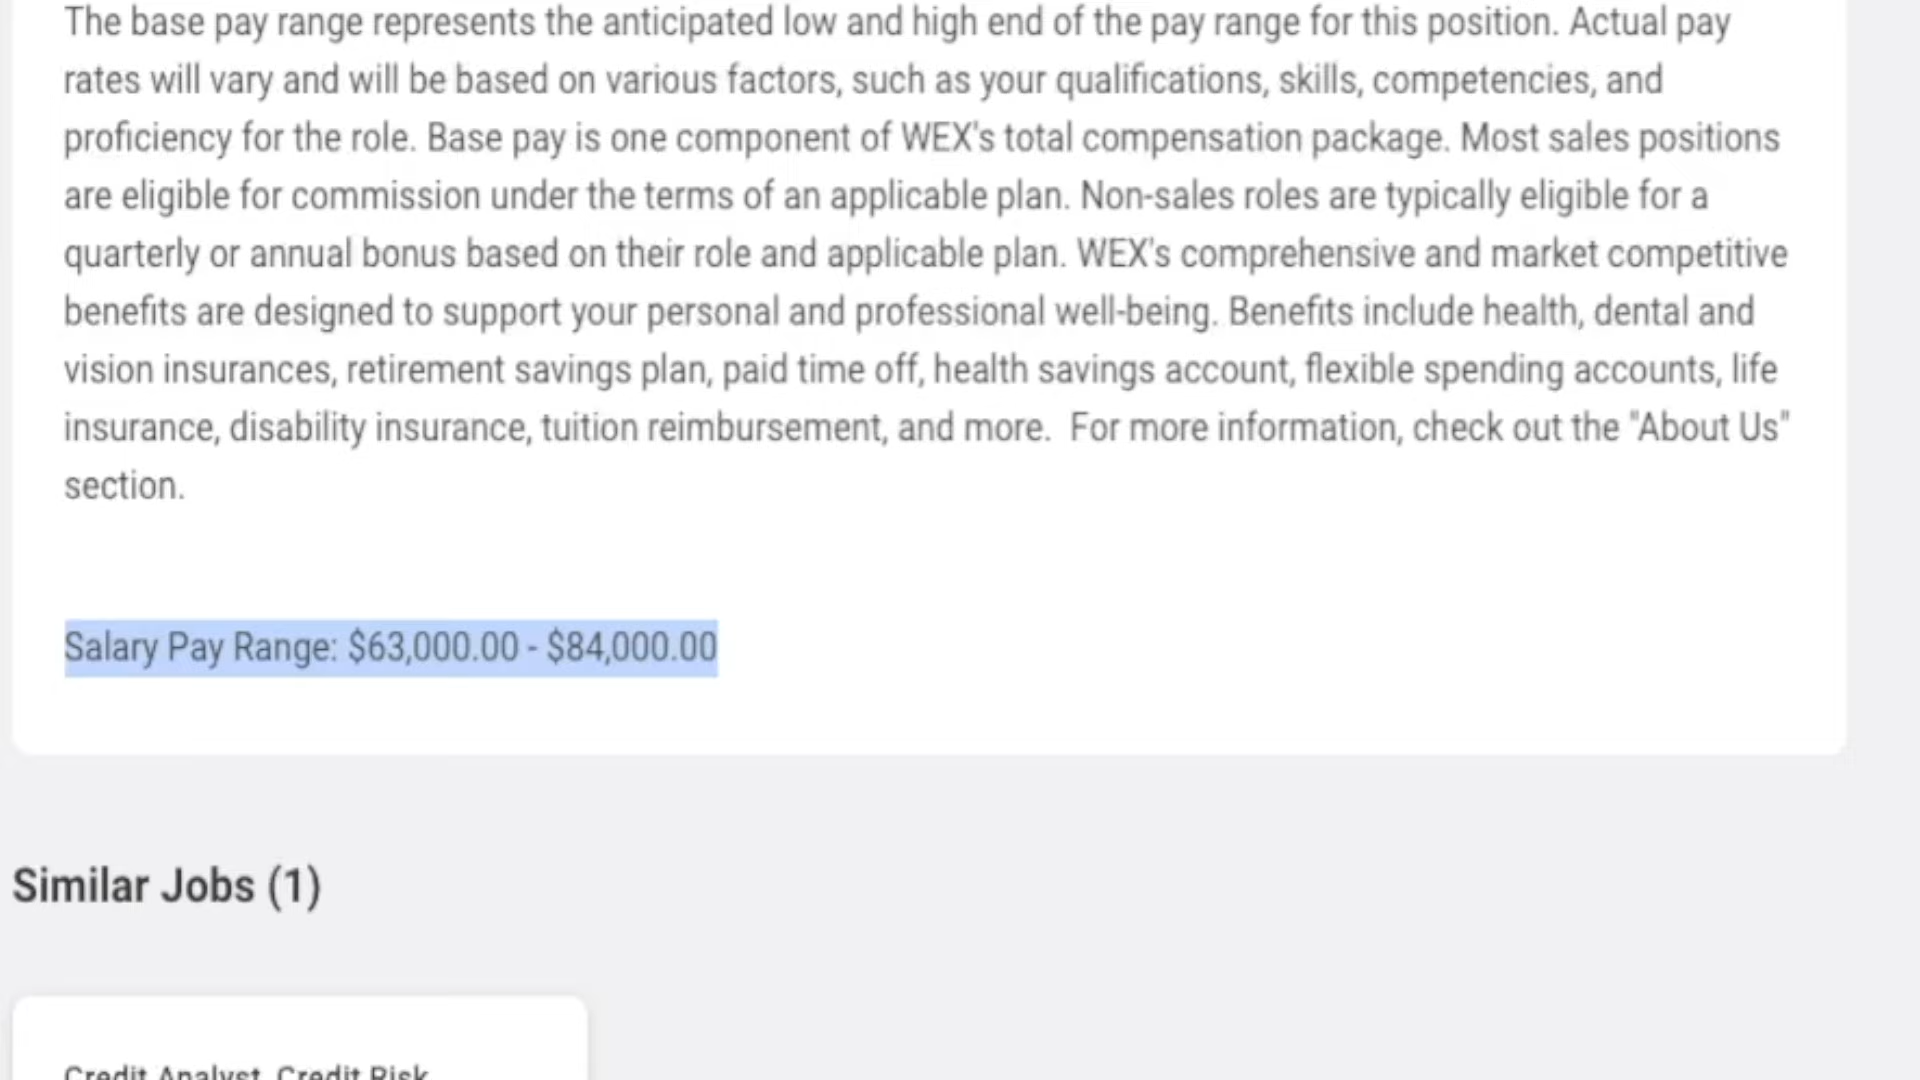 The base pay range represents the anticipated low and high end of the pay range for this position. Actual pay
rates will vary and will be based on various factors, such as your qualifications, skills, competencies, and
proficiency for the role. Base pay is one component of WEX's total compensation package. Most sales positions
are eligible for commission under the terms of an applicable plan. Non-sales roles are typically eligible for a
quarterly or annual bonus based on their role and applicable plan. WEX's comprehensive and market competitive
benefits are designed to support your personal and professional well-being. Benefits include health, dental and
vision insurances, retirement savings plan, paid time off, health savings account, flexible spending accounts, life
insurance, disability insurance, tuition reimbursement, and more.  For more information, check out the "About Us"
section.
Salary Pay Range: $63,000.00 - $84,000.00
Similar Jobs (1)
Credit Analyst, Credit Risk